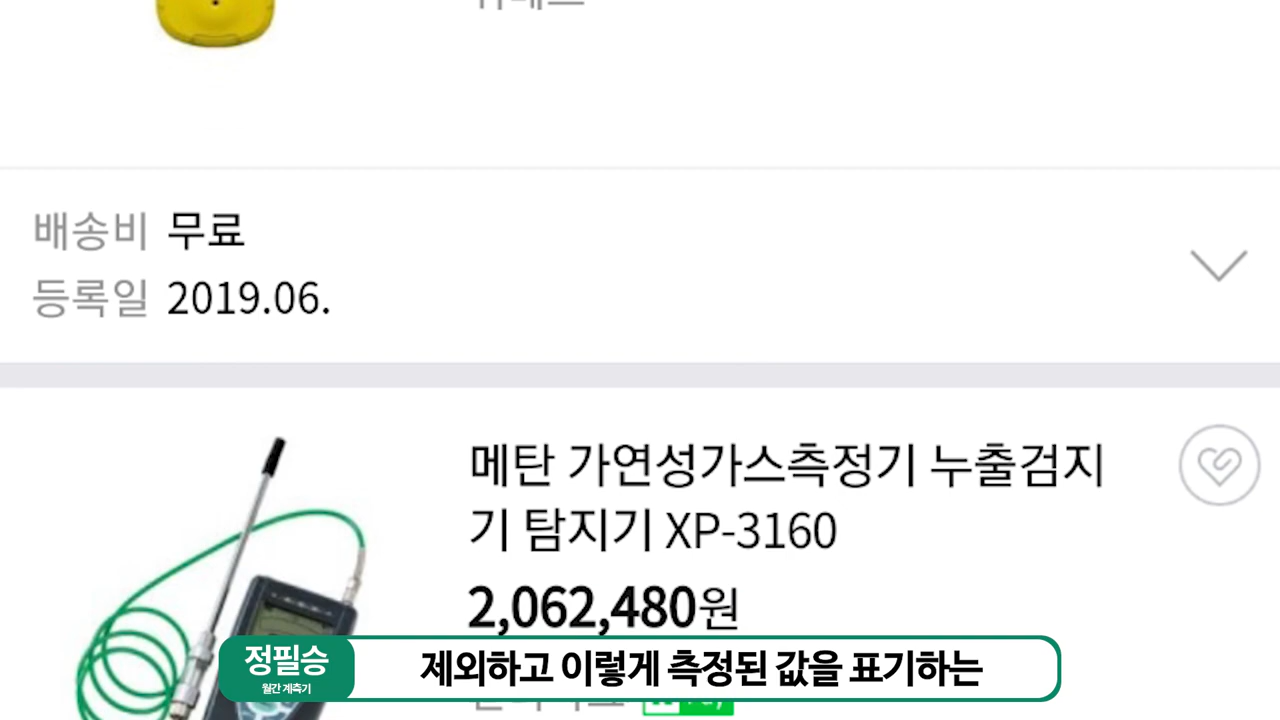 배송비 무료
등록일 2019.06.
메탄 가연성가스측정기 누출검지
기 탐지기 XP-3160
2,062,480원
정필승
월간 계측기
제외하고 이렇게 측정된 값을 표기하는